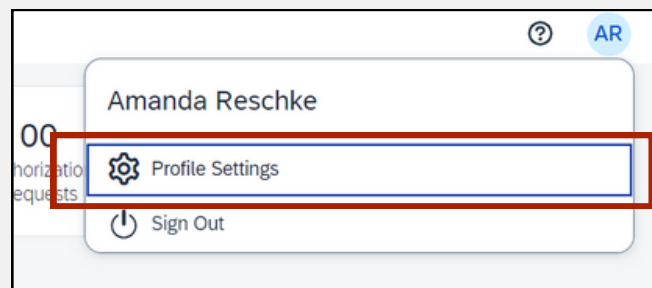 AR
Amanda Reschke
00
Profile Settings
horizatio
equests
Sign Out